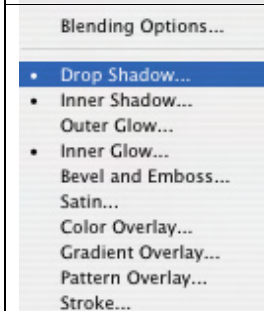 Blending Options...
• Drop Shadow...
• Inner Shadow...
Outer Glow...
• Inner Glow...
Bevel and Emboss...
Satin...
Color Overlay...
Gradient Overlay...
Pattern Overlay...
Stroke...